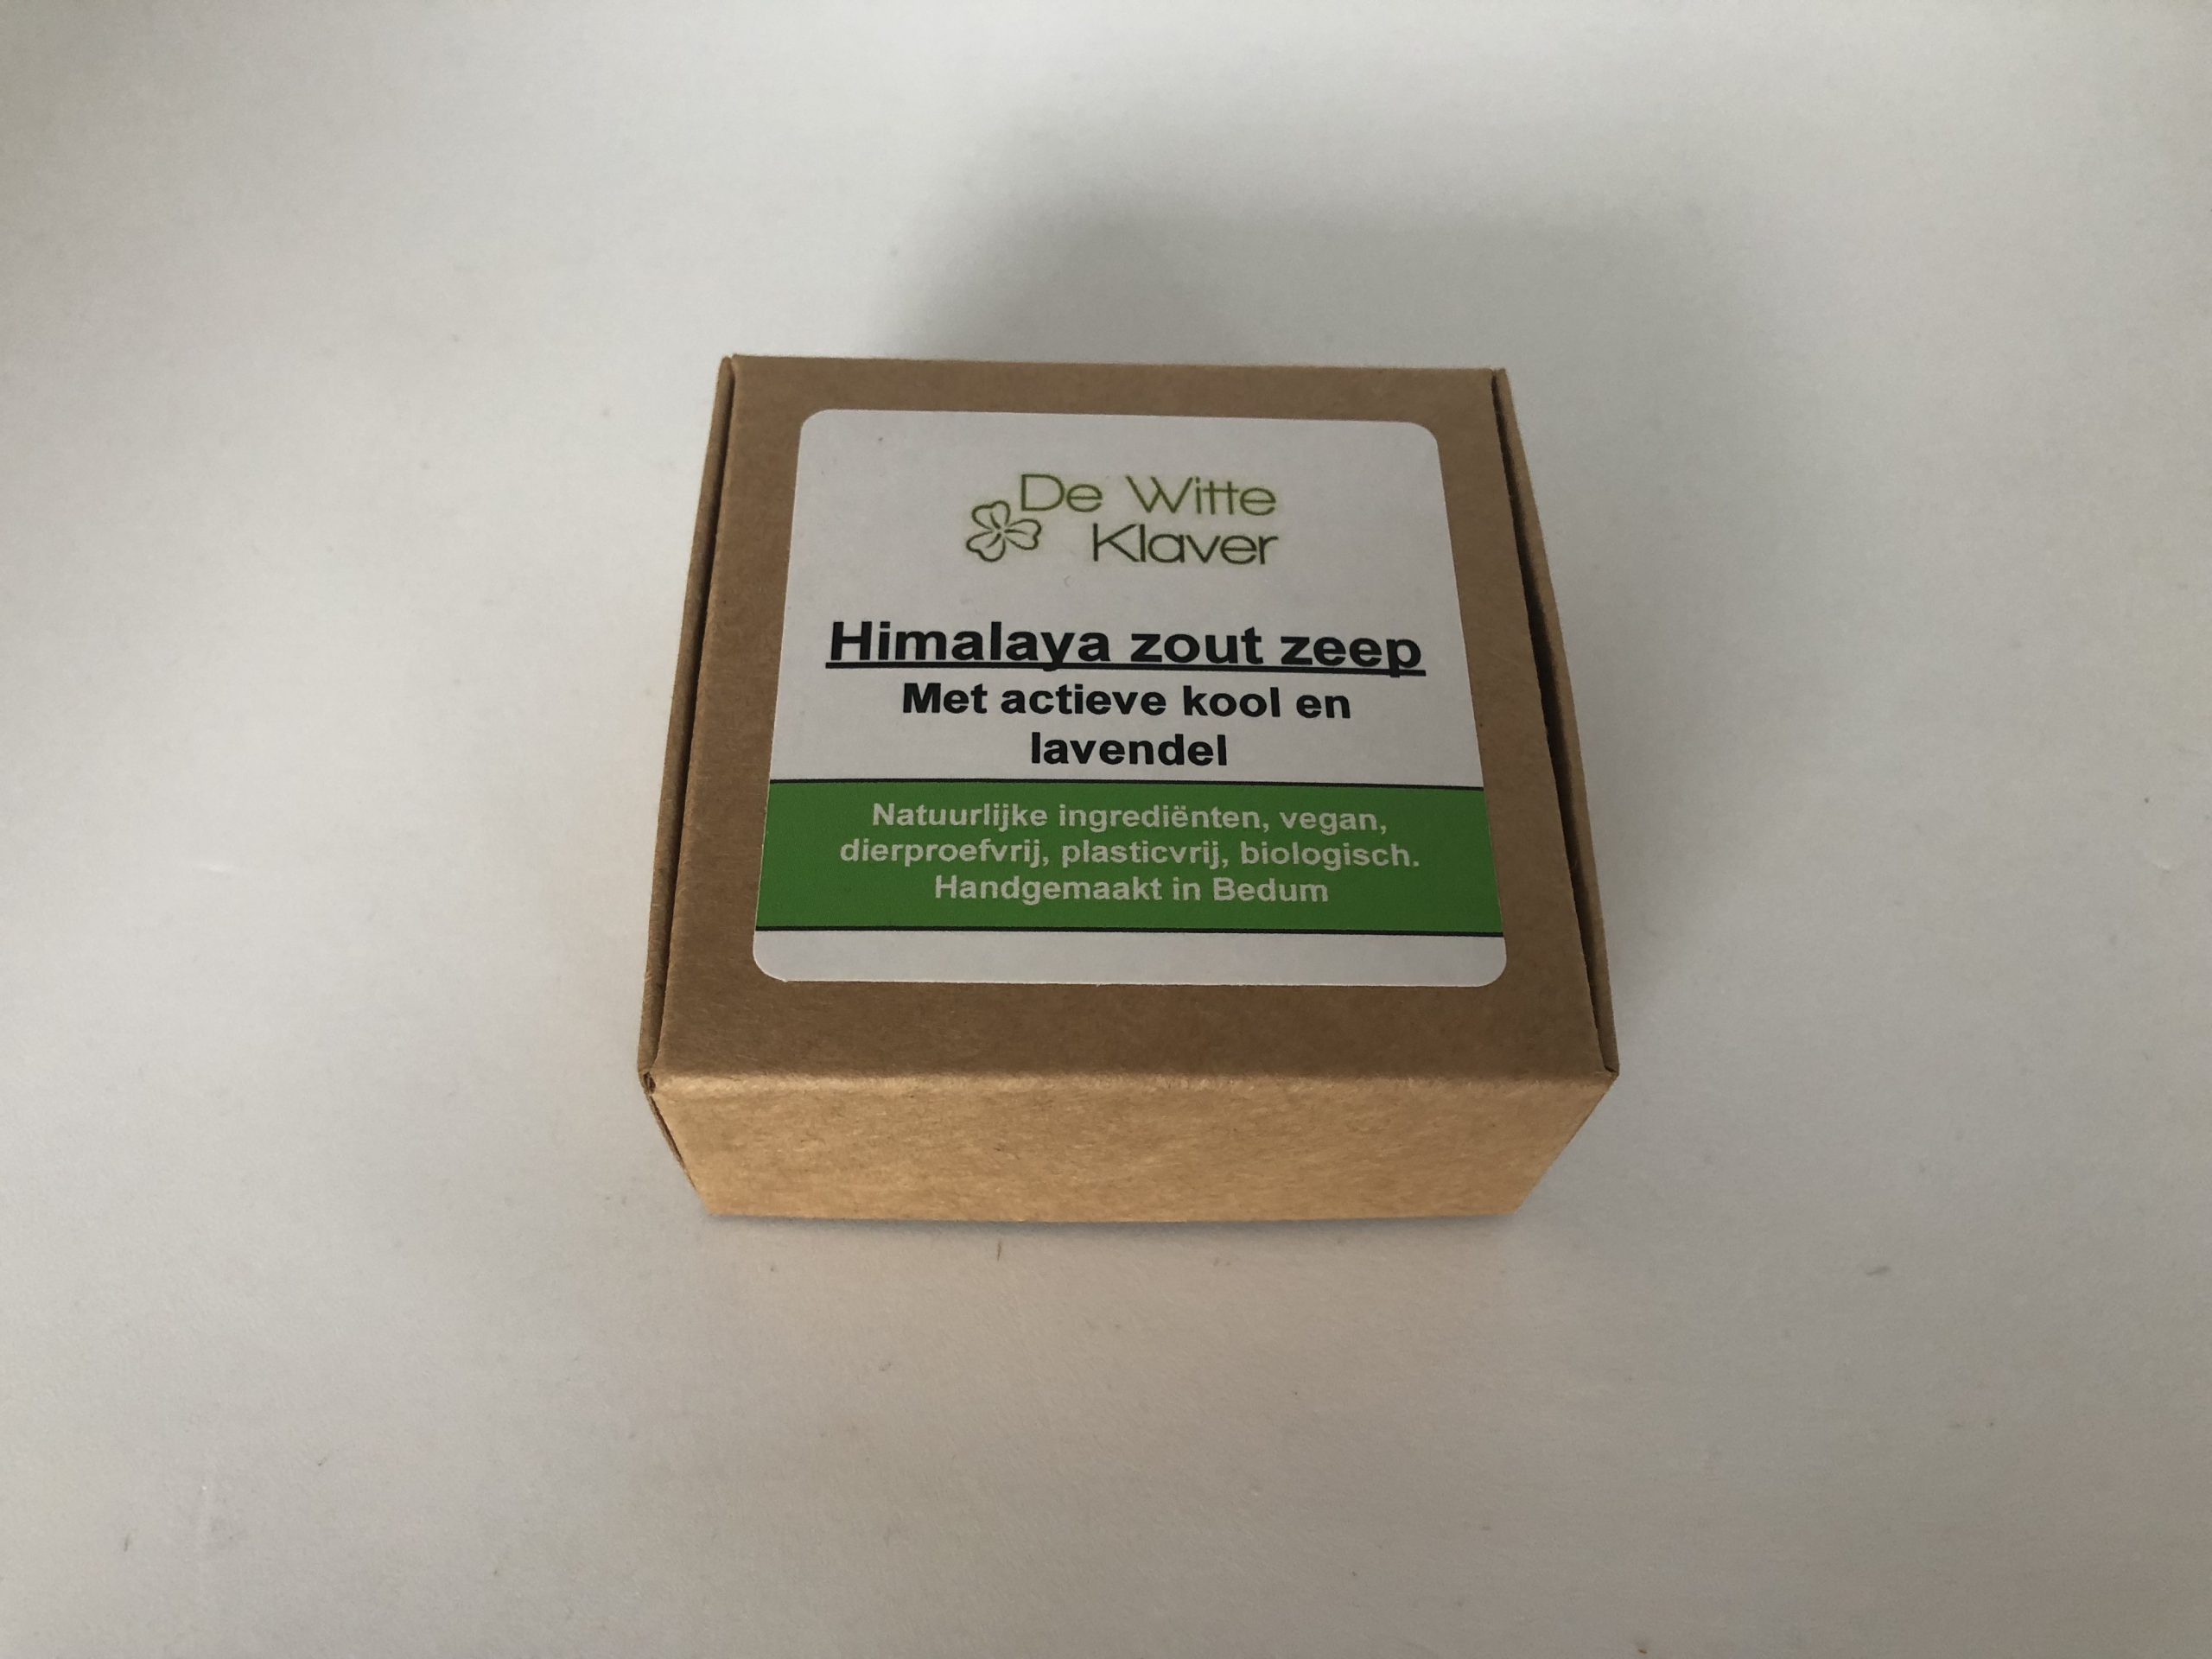 De Witte
Klaver
Himalaya zout zeep
Met actieve kool en
lavendel
Natuurlijke ingrediënten, vegan,
dierproefvrij, plasticvrij, biologisch.
Handgemaakt in Bedum